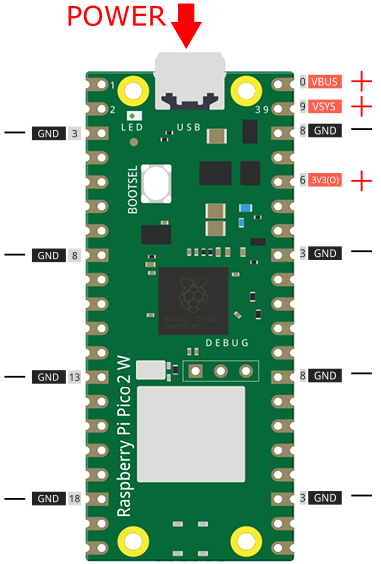 POWER
1
0 VBUS
2
LED
USB
39
9 VSYS
GND 3
8 GND
BOOTSEL
6 3V3(O)
GND 8
3 GND
DEBUG
GND 13
8 GND
Raspberry Pi Pico 2 W
GND 18
3 GND